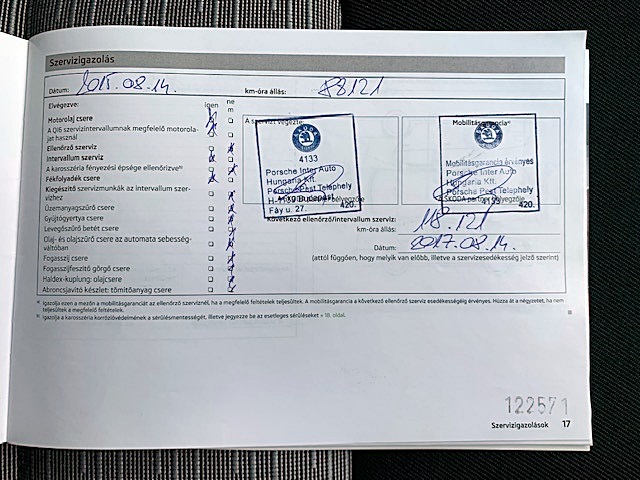 Szervizigazolás
Dátum: 2015.08.14. km-óra állás: 88121
Elvégezve: igen nem
Motorolaj csere
A QI6 szervizintervallumnak megfelelő motorolajat használ
Ellenőrző szerviz
Intervallum szerviz
A karosszéria fényezési épsége ellenőrizve
Fékfolyadék csere
Kiegészítő szervizmunkák az intervallum szervizhez
Üzemanyagszűrő csere
Gyújtógyertya csere
Levegőszűrő betét csere
Olaj- és olajszűrő csere az automata sebességváltóban
Fogasszíj csere
Fogasszíjfeszítő görgő csere
Haldex-kuplung: olajcsere
Abroncsjavító készlet: tömítőanyag csere
A szervizt végezte:
4133
Porsche Inter Auto
Hungaria Kft.
Porsche Pest Telephely
Fáy u. 27. 420.
Mobilitásgarancia
Mobilitásgarancia érvényes
Porsche Inter Auto
Hungaria Kft.
Porsche Pest Telephely
4133 420.
Következő ellenőrző/intervallum szerviz:
km-óra állás: 118.121
Dátum: 2017.08.14.
(attól függően, hogy melyik van előbb, illetve a szervizesedékesség jelző szerint)
Igazolja ezen a mezőn a mobilitásgaranciát az ellenőrző szerviznél, ha a megfelelő feltételek teljesültek. A mobilitásgarancia a következő ellenőrző szerviz esedékességéig érvényes. Húzza át a négyzetet, ha nem
teljesültek a megfelelő feltételek.
Igazolja a karosszéria korrózióvédelmének a sérülésmentességét, illetve jegyezze be az esetleges sérüléseket » 18. oldal.
122571
Szervizigazolások 17